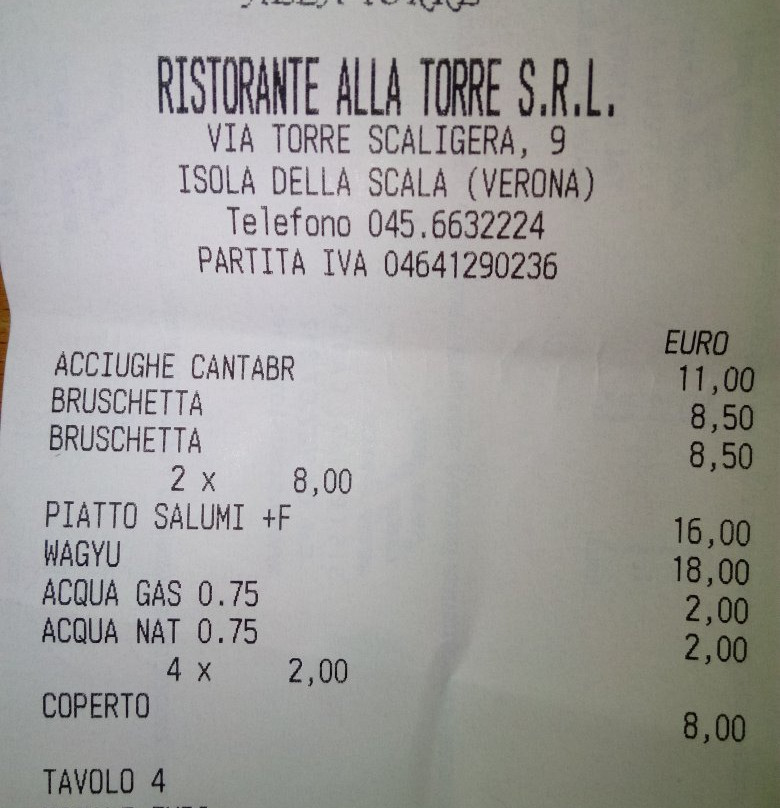 ALLA TORRE
RISTORANTE ALLA TORRE S.R.L.
VIA TORRE SCALIGERA, 9
ISOLA DELLA SCALA (VERONA)
Telefono 045.6632224
PARTITA IVA 04641290236
EURO
ACCIUGHE CANTABR 11,00
BRUSCHETTA 8,50
BRUSCHETTA 8,50
2 x 8,00
PIATTO SALUMI +F 16,00
WAGYU 18,00
ACQUA GAS 0.75 2,00
ACQUA NAT 0.75 2,00
4 x 2,00
COPERTO 8,00
TAVOLO 4